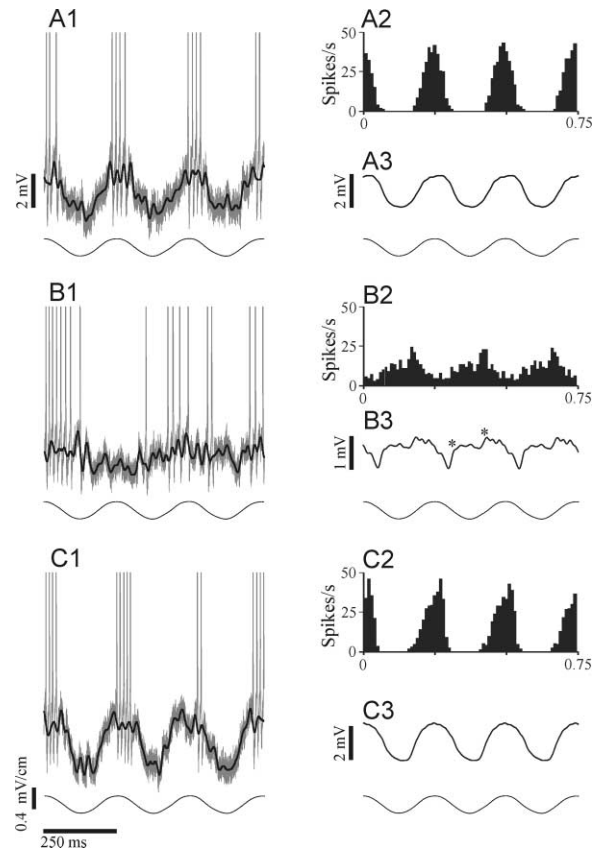 A1
2 mV
A2
Spikes/s
50
25
0
0
0.75
A3
2 mV
B1
B2
Spikes/s
50
25
0
0
0.75
B3
1 mV
*
*
C1
0.4 mV/cm
250 ms
C2
Spikes/s
50
25
0
0
0.75
C3
2 mV